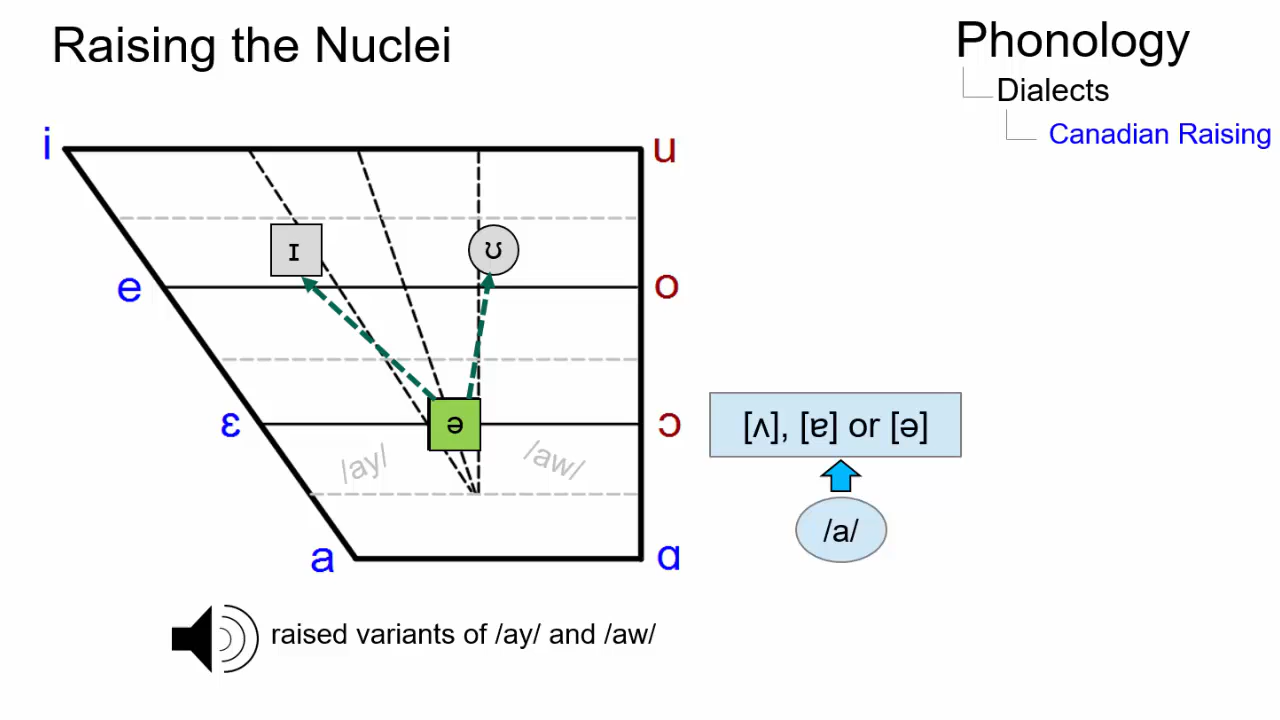 Raising the Nuclei
Phonology
Dialects
Canadian Raising
i
u
ɪ
ʊ
e
o
ə
ɛ
ɔ
/ay/
/aw/
[ʌ], [ɐ] or [ə]
/a/
a
ɑ
raised variants of /ay/ and /aw/